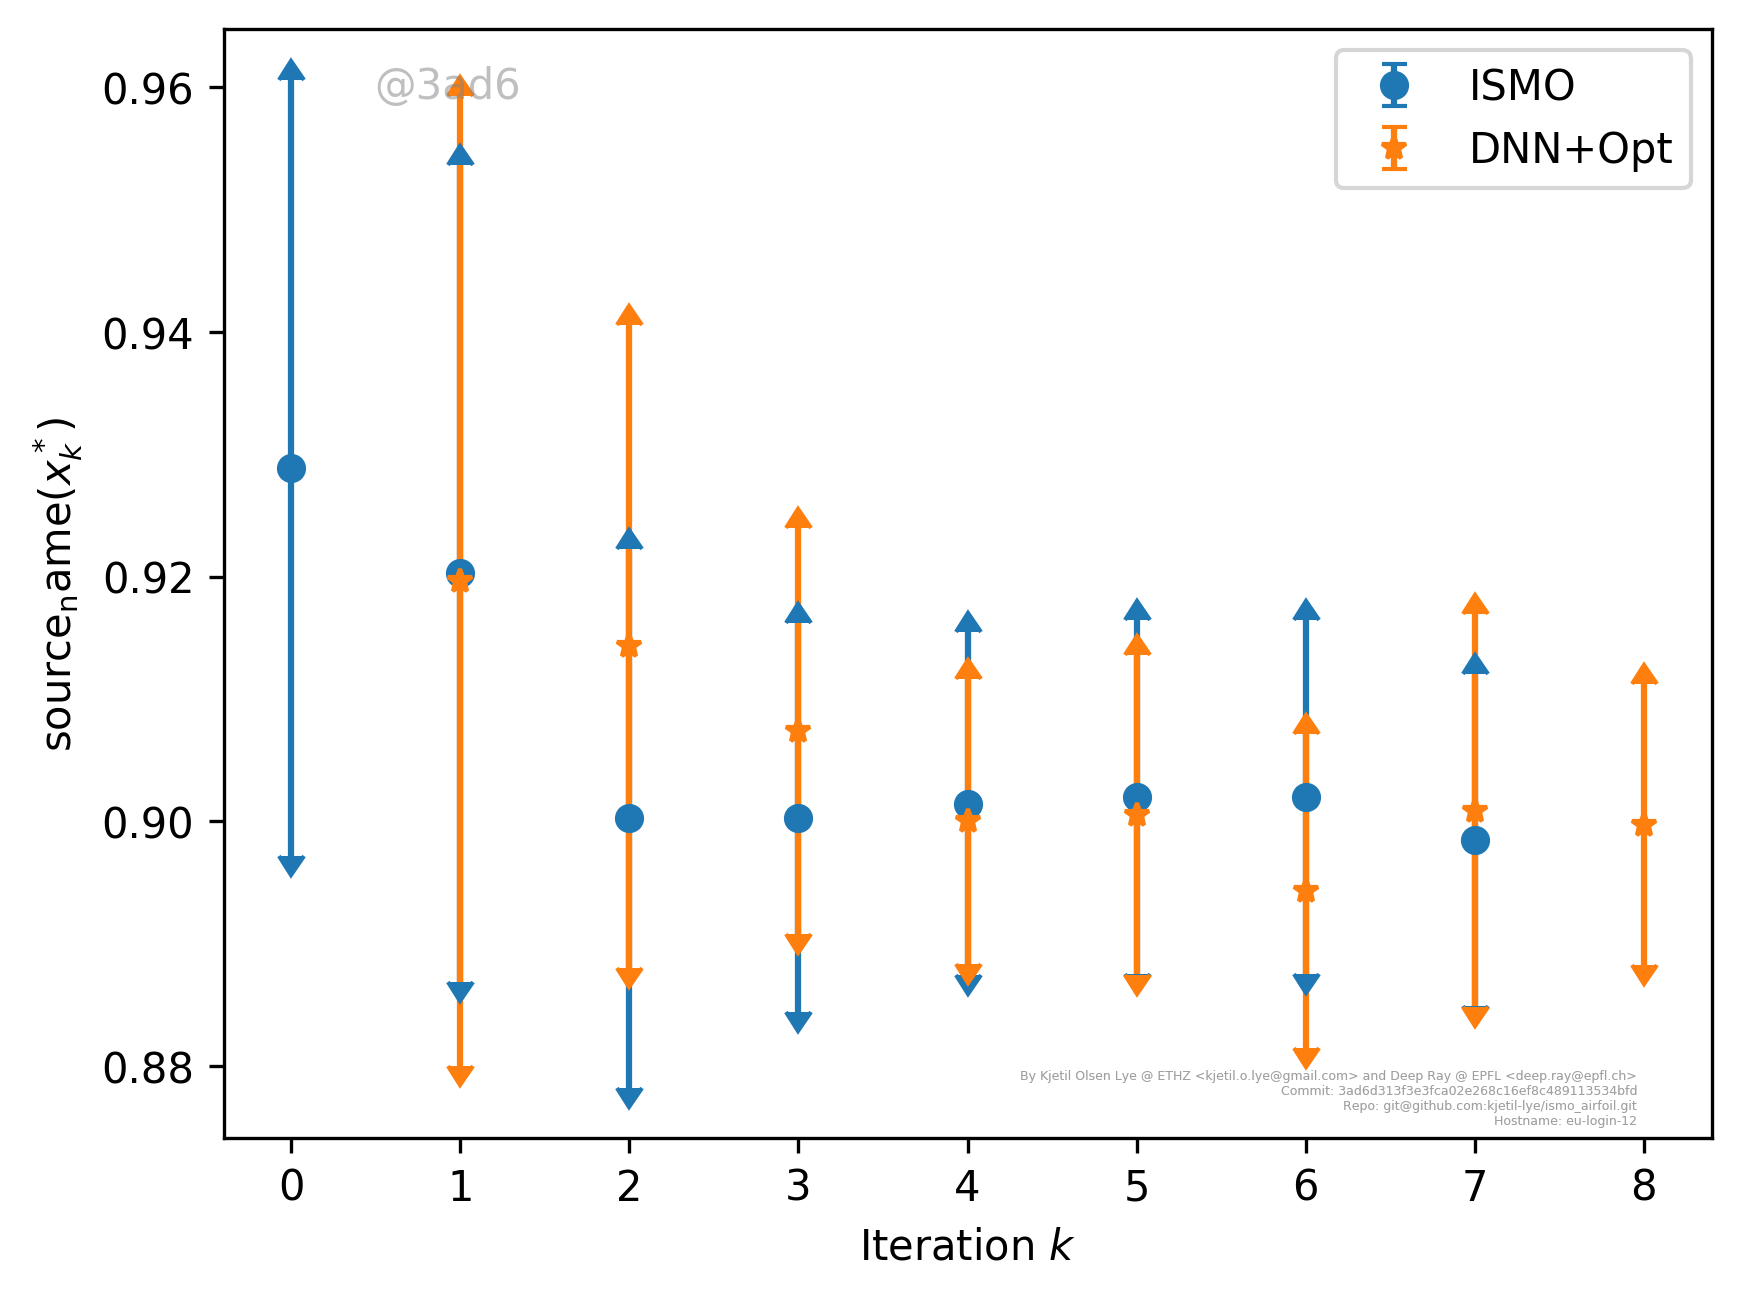 @3ad6
ISMO
DNN+Opt
0.96
0.94
0.92
0.90
0.88
source_name(x_k^*)
0 1 2 3 4 5 6 7 8
Iteration k
By Kjetil Olsen Lye @ ETHZ <kjetil.o.lye@gmail.com> and Deep Ray @ EPFL <deep.ray@epfl.ch>
Commit: 3ad6d313f3e3fca02e268c16ef8c489113534bfd
Repo: git@github.com:kjetil-lye/ismo_airfoil.git
Hostname: eu-login-12